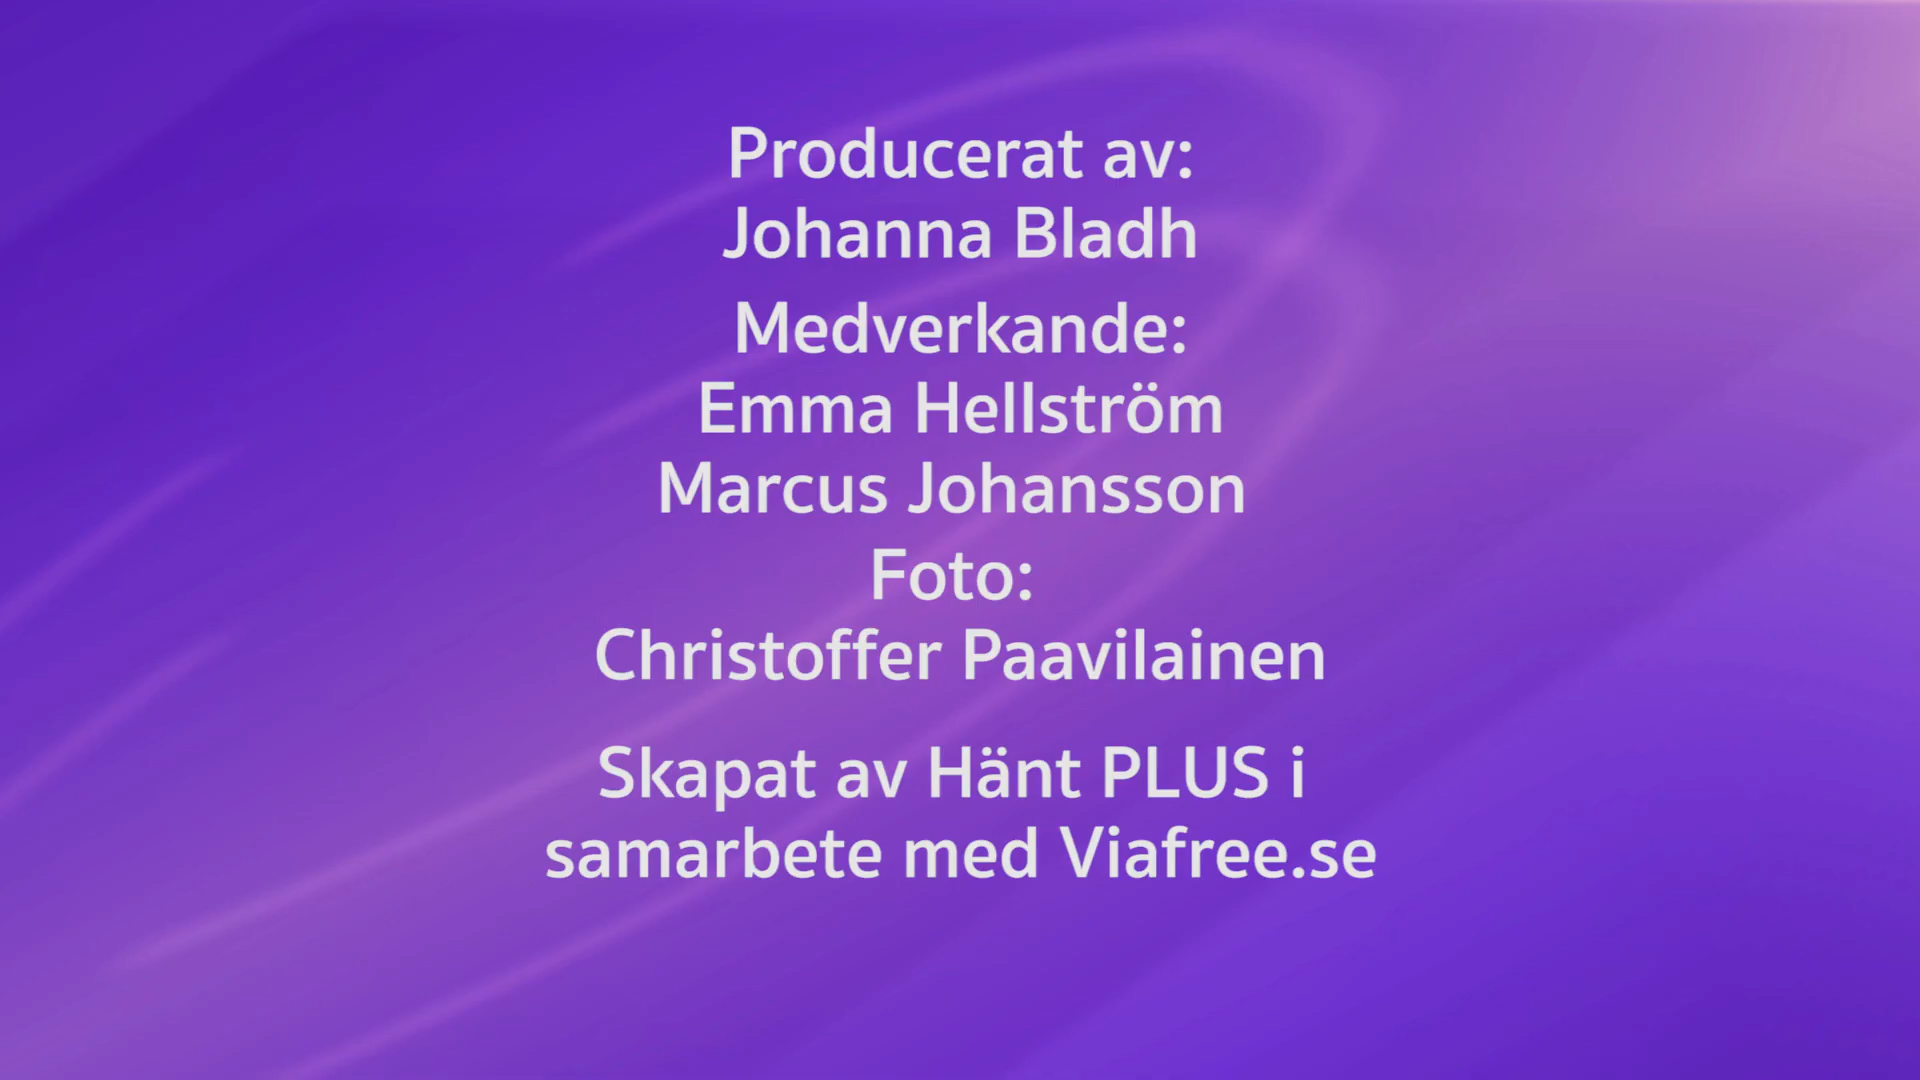 Producerat av:
Johanna Bladh
Medverkande:
Emma Hellström
Marcus Johansson
Foto:
Christoffer Paavilainen
Skapat av Hänt PLUS i
samarbete med Viafree.se